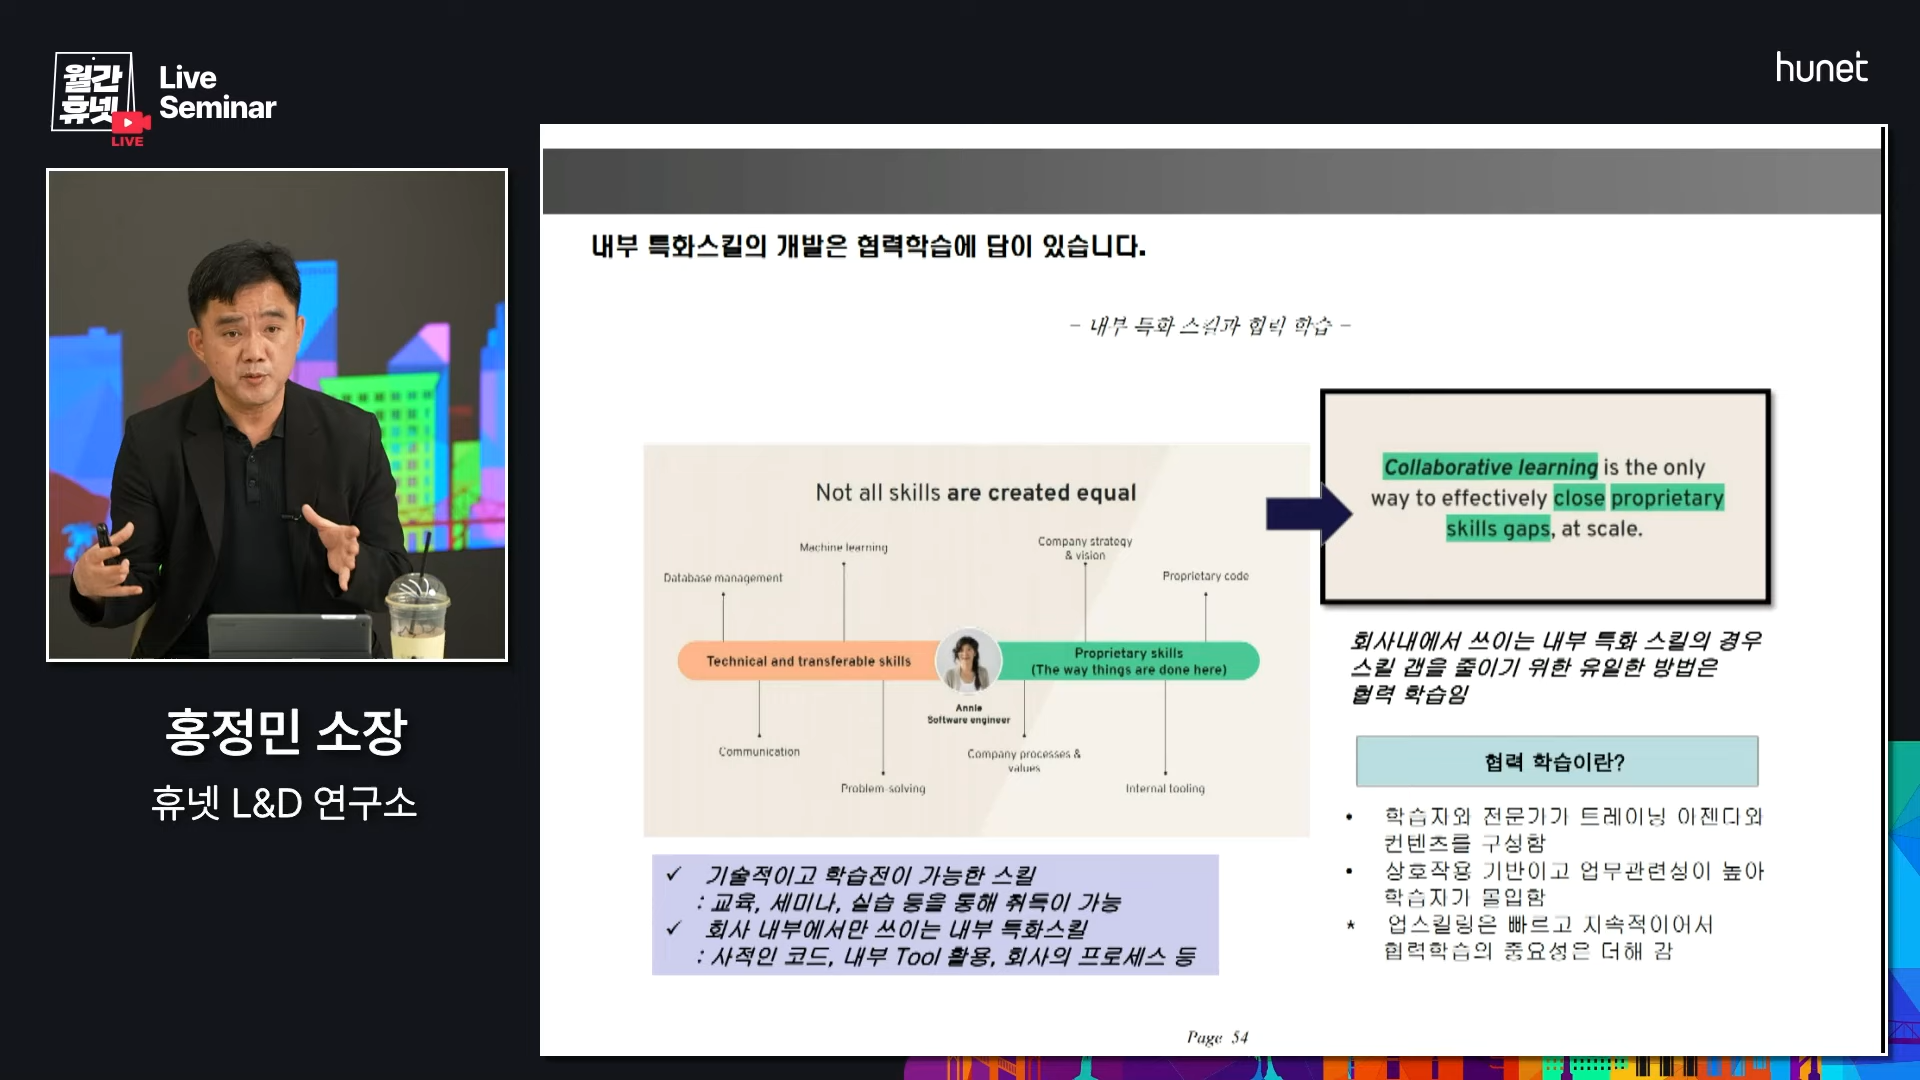 월간
휴넷
LIVE
Live
Seminar
hunet
홍정민 소장
휴넷 L&D 연구소
내부 특화스킬의 개발은 협력학습에 답이 있습니다.
- 내부 특화 스킬과 협력 학습 -
Not all skills are created equal
Machine learning
Company strategy
& vision
Database management
Proprietary code
Technical and transferable skills
Proprietary skills
(The way things are done here)
Annie
Software engineer
Communication
Company processes &
values
Problem-solving
Internal tooling
✓ 기술적이고 학습전이 가능한 스킬
: 교육, 세미나, 실습 등을 통해 취득이 가능
✓ 회사 내부에서만 쓰이는 내부 특화스킬
: 사적인 코드, 내부 Tool 활용, 회사의 프로세스 등
Collaborative learning is the only
way to effectively close proprietary
skills gaps, at scale.
회사내에서 쓰이는 내부 특화 스킬의 경우
스킬 갭을 줄이기 위한 유일한 방법은
협력 학습임
협력 학습이란?
• 학습자와 전문가가 트레이닝 아젠다와
컨텐츠를 구성함
• 상호작용 기반이고 업무관련성이 높아
학습자가 몰입함
* 업스킬링은 빠르고 지속적이어서
협력학습의 중요성은 더해 감
Page 54